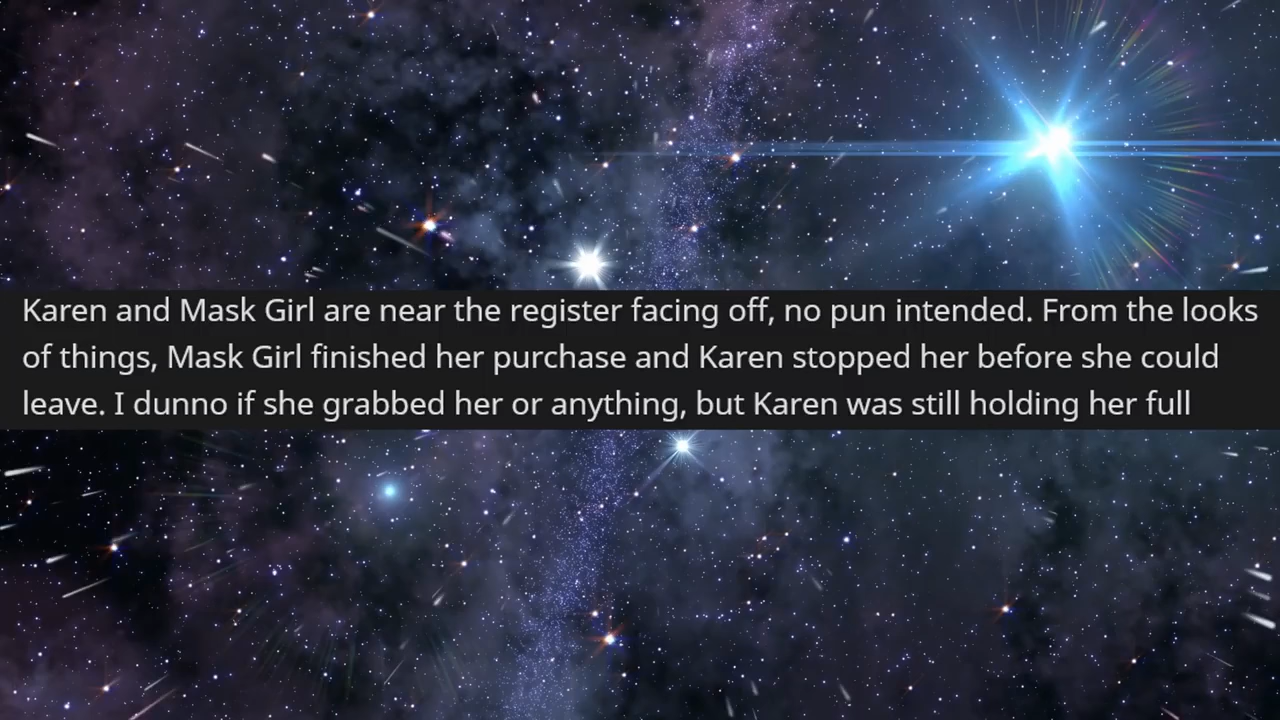 Karen and Mask Girl are near the register facing off, no pun intended. From the looks
of things, Mask Girl finished her purchase and Karen stopped her before she could
leave. I dunno if she grabbed her or anything, but Karen was still holding her full